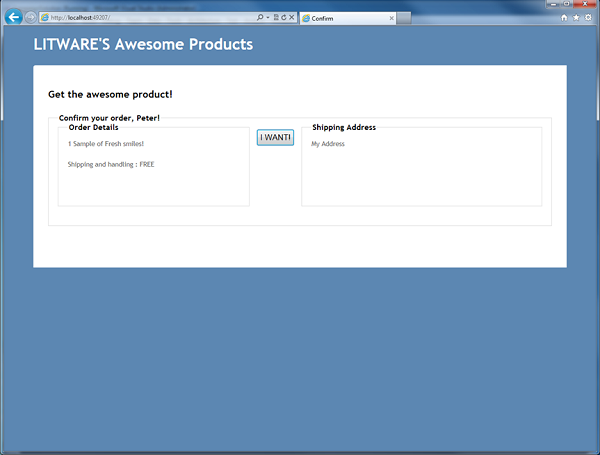 http://localhost:49207/
Confirm
LITWARE'S Awesome Products
Get the awesome product!
Confirm your order, Peter!
Order Details
1 Sample of Fresh smiles!
Shipping and handling : FREE
I WANT!
Shipping Address
My Address